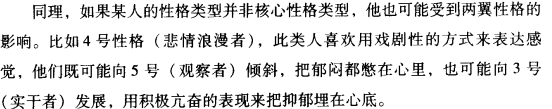 同理，如果某人的性格类型并非核心性格类型，他也可能受到两翼性格的
影响。比如4号性格（悲情浪漫者），此类人喜欢用戏剧性的方式来表达感
觉，他们既可能向5号（观察者）倾斜，把郁闷都憋在心里，也可能向3号
（实干者）发展，用积极亢奋的表现来把抑郁埋在心底。